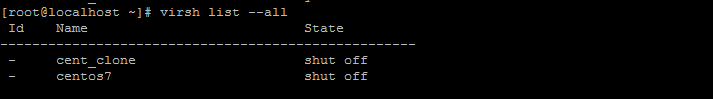 [root@localhost ~]# virsh list --all
 Id    Name                           State
----------------------------------------------------
 -     cent_clone                     shut off
 -     centos7                        shut off